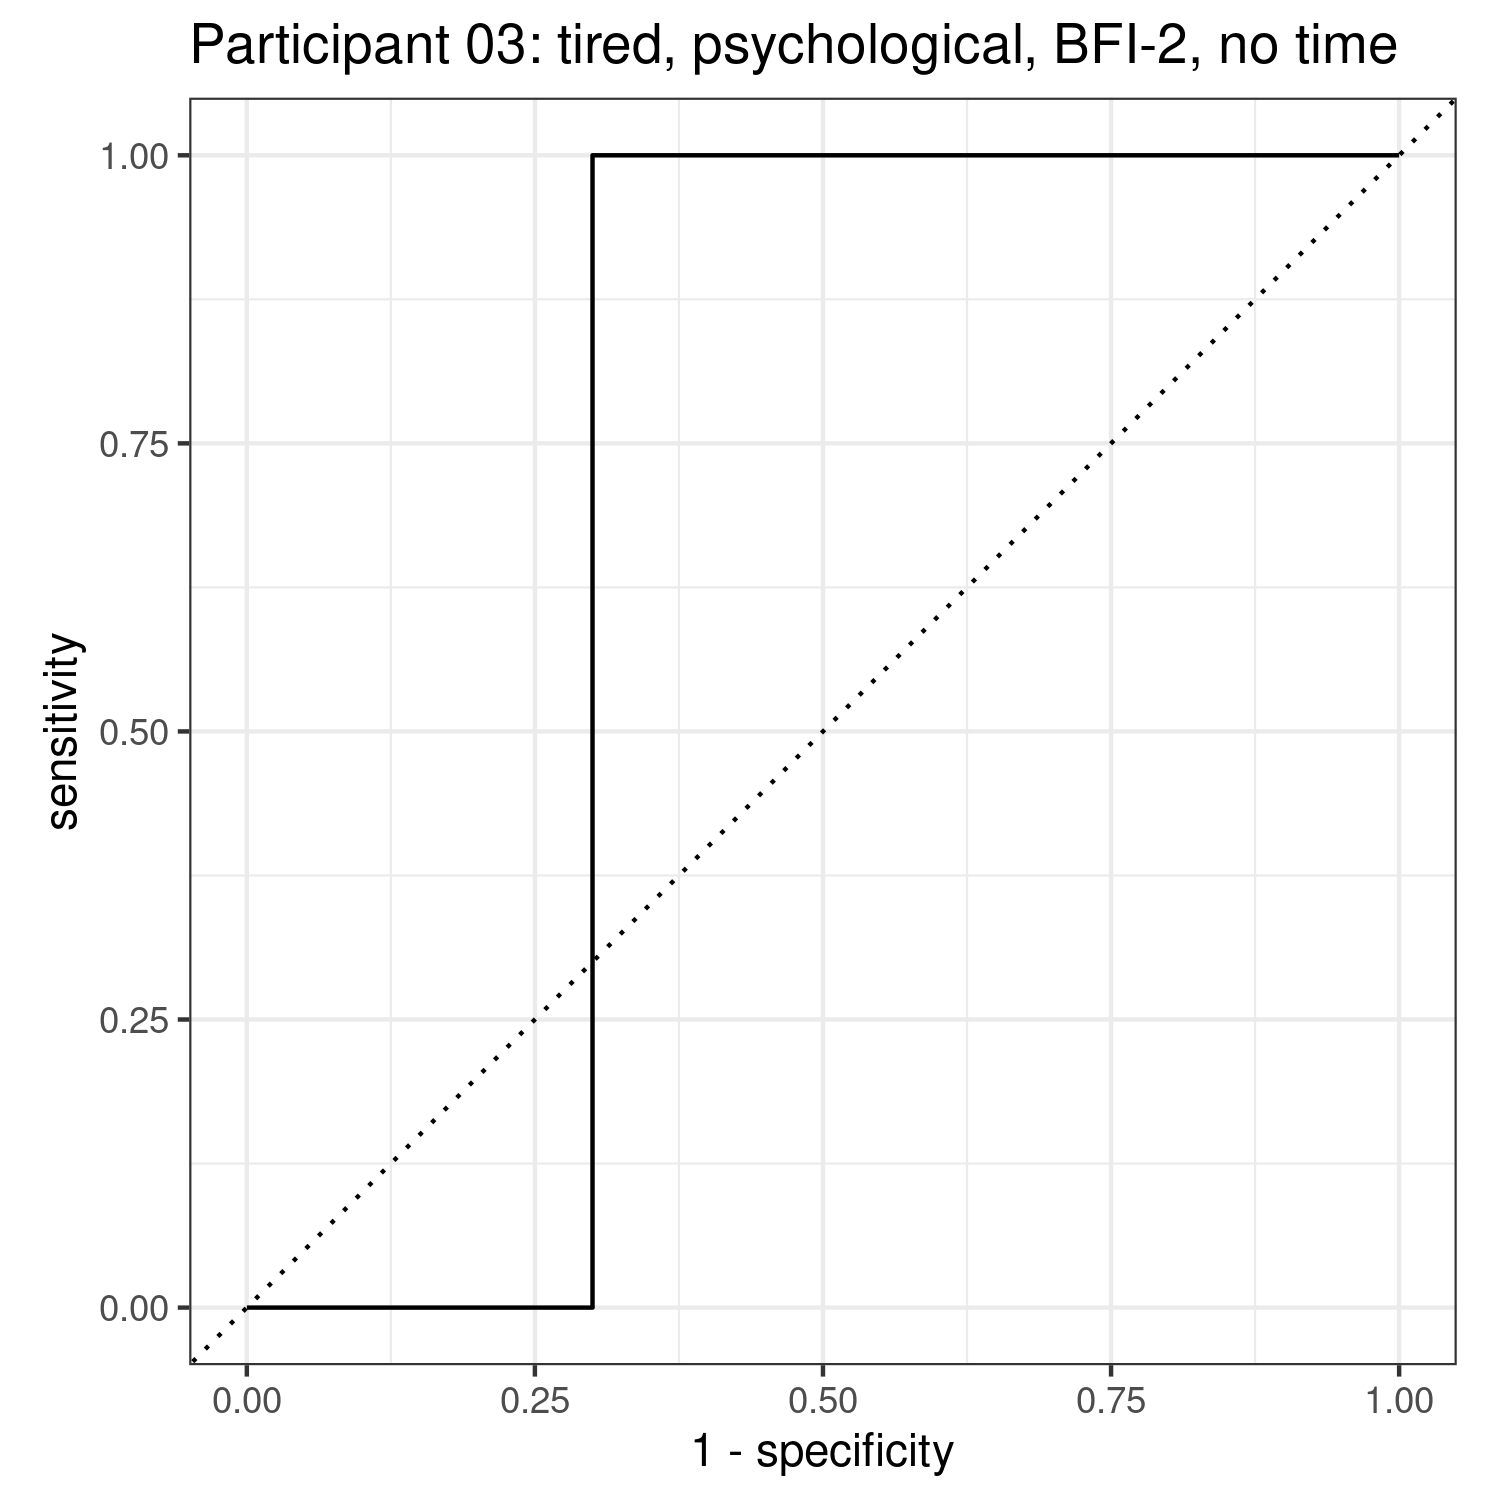 Participant 03: tired, psychological, BFI-2, no time
1.00
0.75
0.50
0.25
0.00
sensitivity
0.00 0.25 0.50 0.75 1.00
1 - specificity